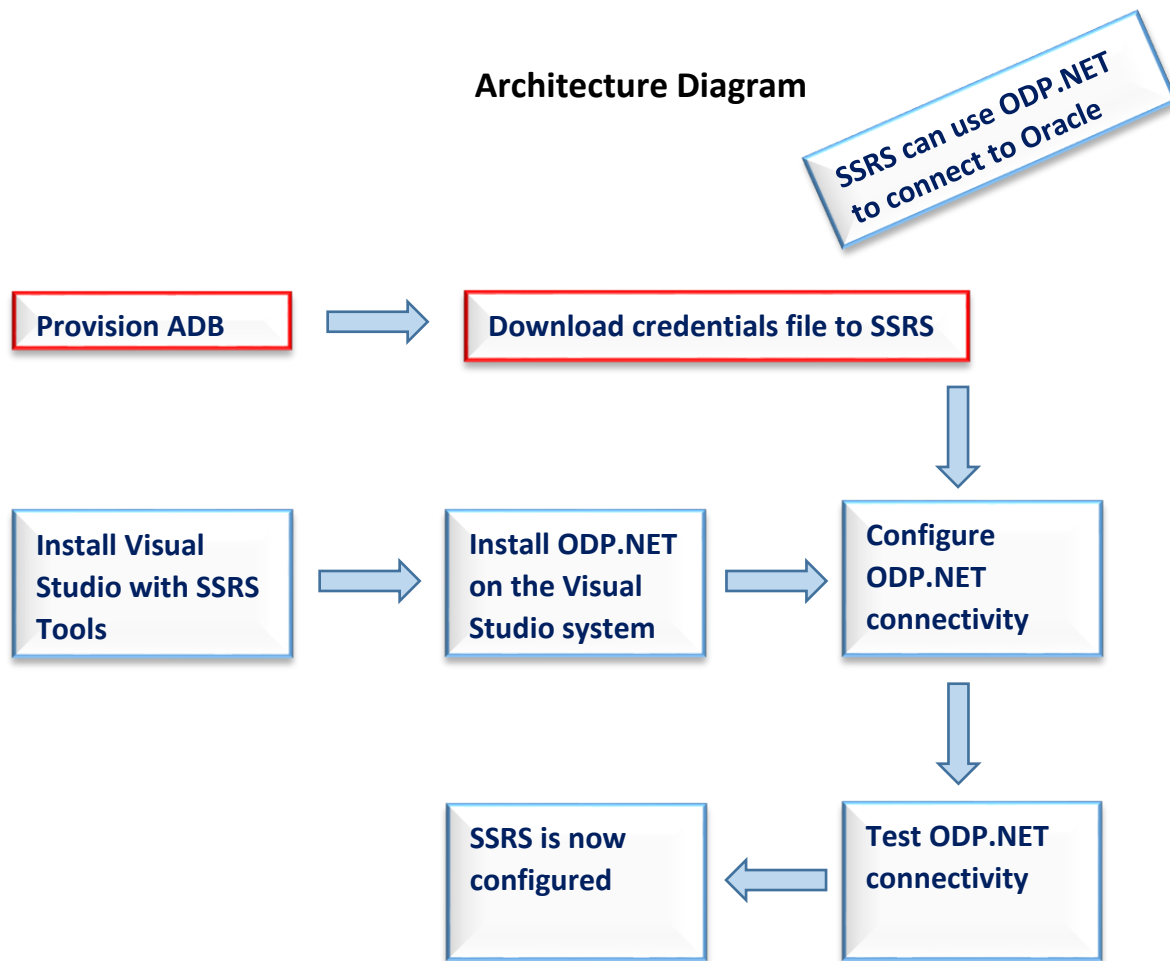 Architecture Diagram
SSRS can use ODP.NET
to connect to Oracle
Provision ADB
Download credentials file to SSRS
Install Visual
Studio with SSRS
Tools
Install ODP.NET
on the Visual
Studio system
Configure
ODP.NET
connectivity
SSRS is now
configured
Test ODP.NET
connectivity